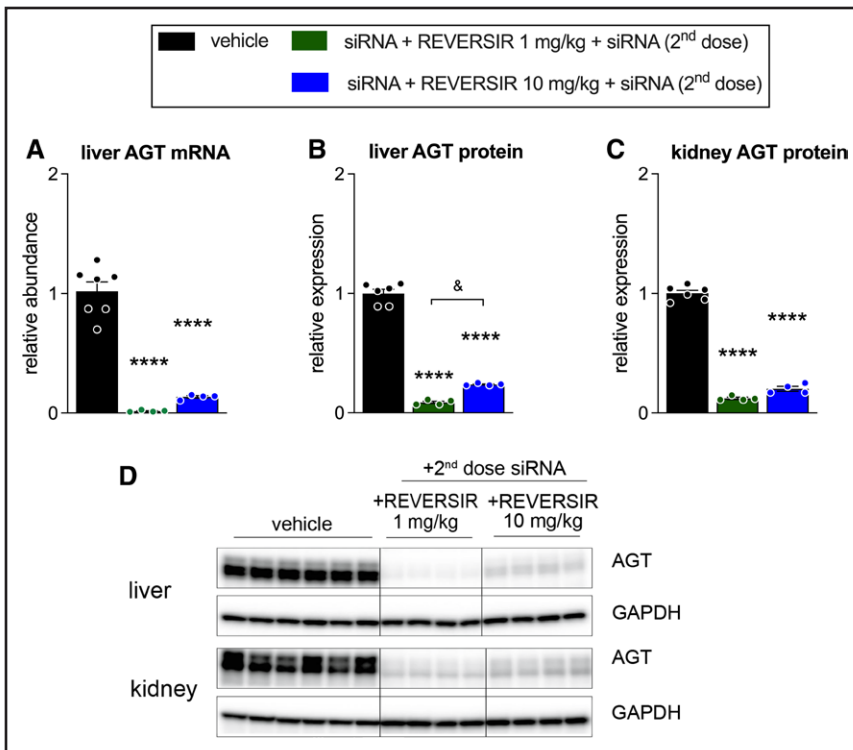 vehicle
siRNA + REVERSIR 1 mg/kg + siRNA (2nd dose)
siRNA + REVERSIR 10 mg/kg + siRNA (2nd dose)
A
liver AGT mRNA
relative abundance
2
1
0
****
****
B
liver AGT protein
relative expression
2
1
0
&
****
****
C
kidney AGT protein
relative expression
2
1
0
****
****
D
+2nd dose siRNA
vehicle
+REVERSIR
1 mg/kg
+REVERSIR
10 mg/kg
liver
AGT
GAPDH
kidney
AGT
GAPDH